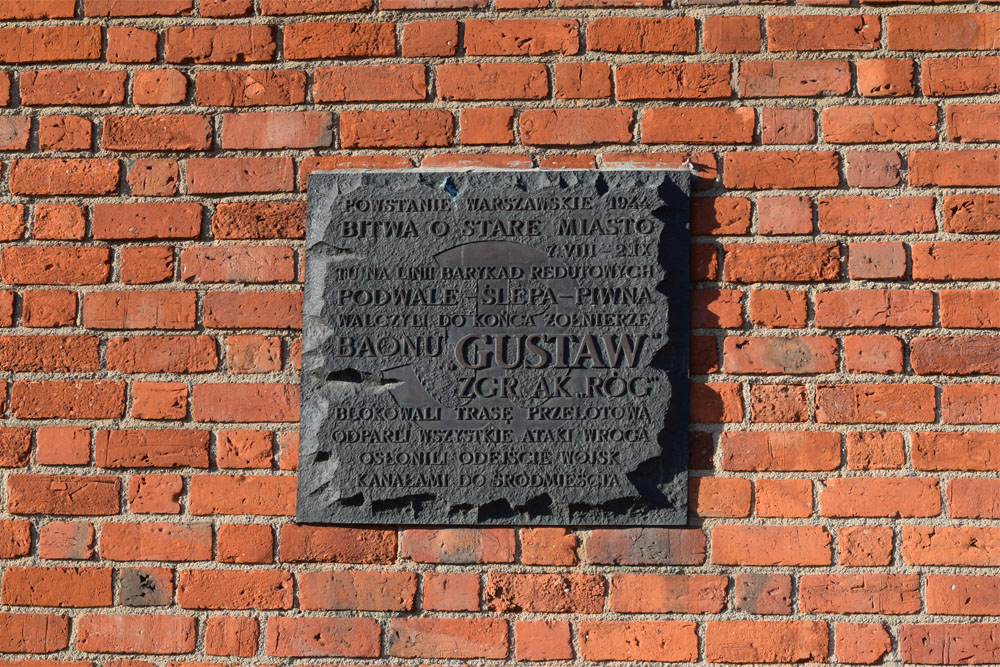 POWSTANIE WARSZAWSKIE 1944
BITWA O STARE MIASTO
7.VIII - 2.IX
TU NA LINII BARYKAD REDUTOWYCH
PODWALE - ŚLEPA - PIWNA
WALCZYLI DO KOŃCA ŻOŁNIERZE
BAONU „GUSTAW”
ZGR. AK „RÓG”
BLOKOWALI TRASĘ PRZELOTOWĄ
ODPARLI WSZYSTKIE ATAKI WROGA
OSŁONILI ODEJŚCIE WOJSK
KANAŁAMI DO ŚRÓDMIEŚCIA